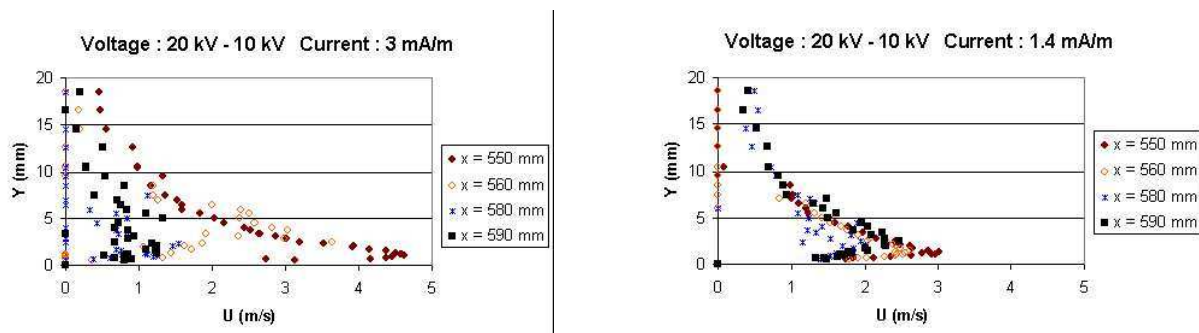 Voltage : 20 kV - 10 kV Current : 3 mA/m
20
15
10
5
0
Y (mm)
0 1 2 3 4 5
U (m/s)
x = 550 mm
x = 560 mm
x = 580 mm
x = 590 mm
Voltage : 20 kV - 10 kV Current : 1.4 mA/m
20
15
10
5
0
Y (mm)
0 1 2 3 4 5
U (m/s)
x = 550 mm
x = 560 mm
x = 580 mm
x = 590 mm